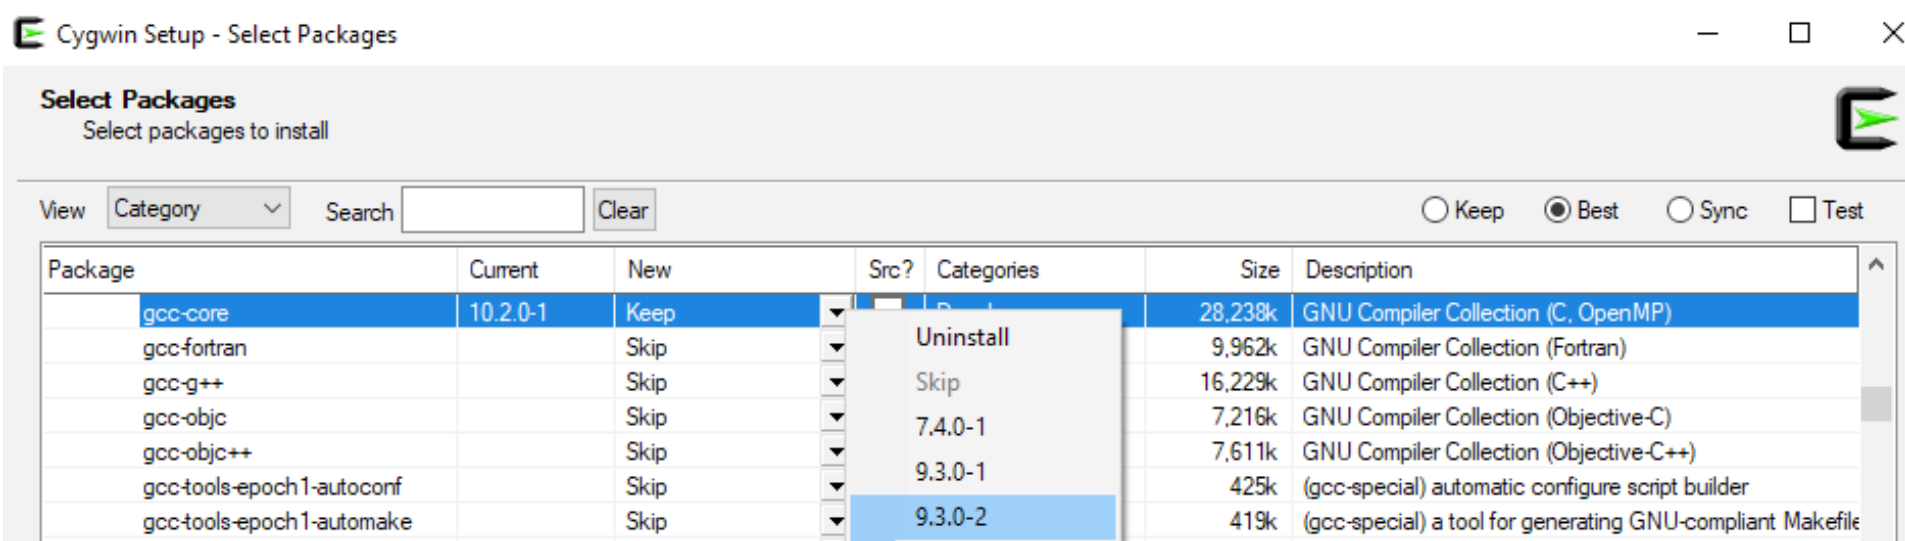 Cygwin Setup - Select Packages
Select Packages
Select packages to install
View Category Search Clear Keep Best Sync Test
Package Current New Src? Categories Size Description
gcc-core 10.2.0-1 Keep 28,238k GNU Compiler Collection (C, OpenMP)
Uninstall
gcc-fortran Skip 9,962k GNU Compiler Collection (Fortran)
gcc-g++ Skip Skip 16,229k GNU Compiler Collection (C++)
gcc-objc Skip 7.4.0-1 7,216k GNU Compiler Collection (Objective-C)
gcc-objc++ Skip 9.3.0-1 7,611k GNU Compiler Collection (Objective-C++)
gcc-tools-epoch1-autoconf Skip 425k (gcc-special) automatic configure script builder
gcc-tools-epoch1-automake Skip 9.3.0-2 419k (gcc-special) a tool for generating GNU-compliant Makefile